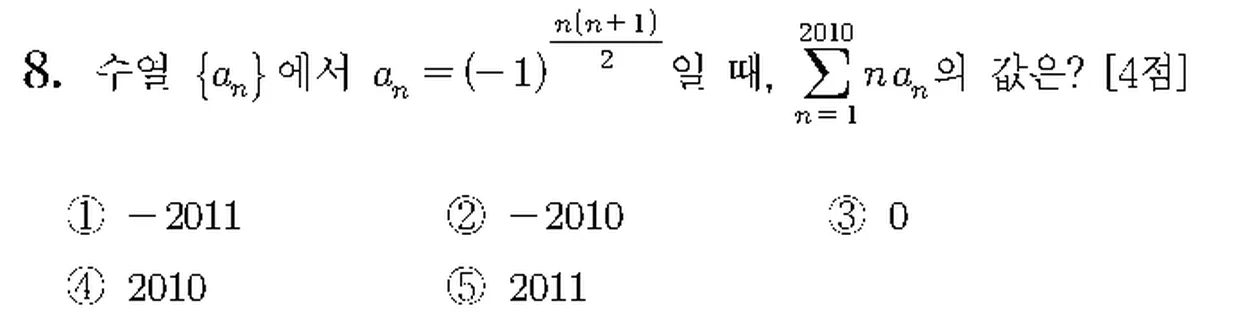 8. 수열 {aₙ}에서 aₙ = (−1)^{n(n+1)/2} 일 때, \sum_{n=1}^{2010} n aₙ의 값은? [4점]
① −2011 ② −2010 ③ 0
④ 2010 ⑤ 2011